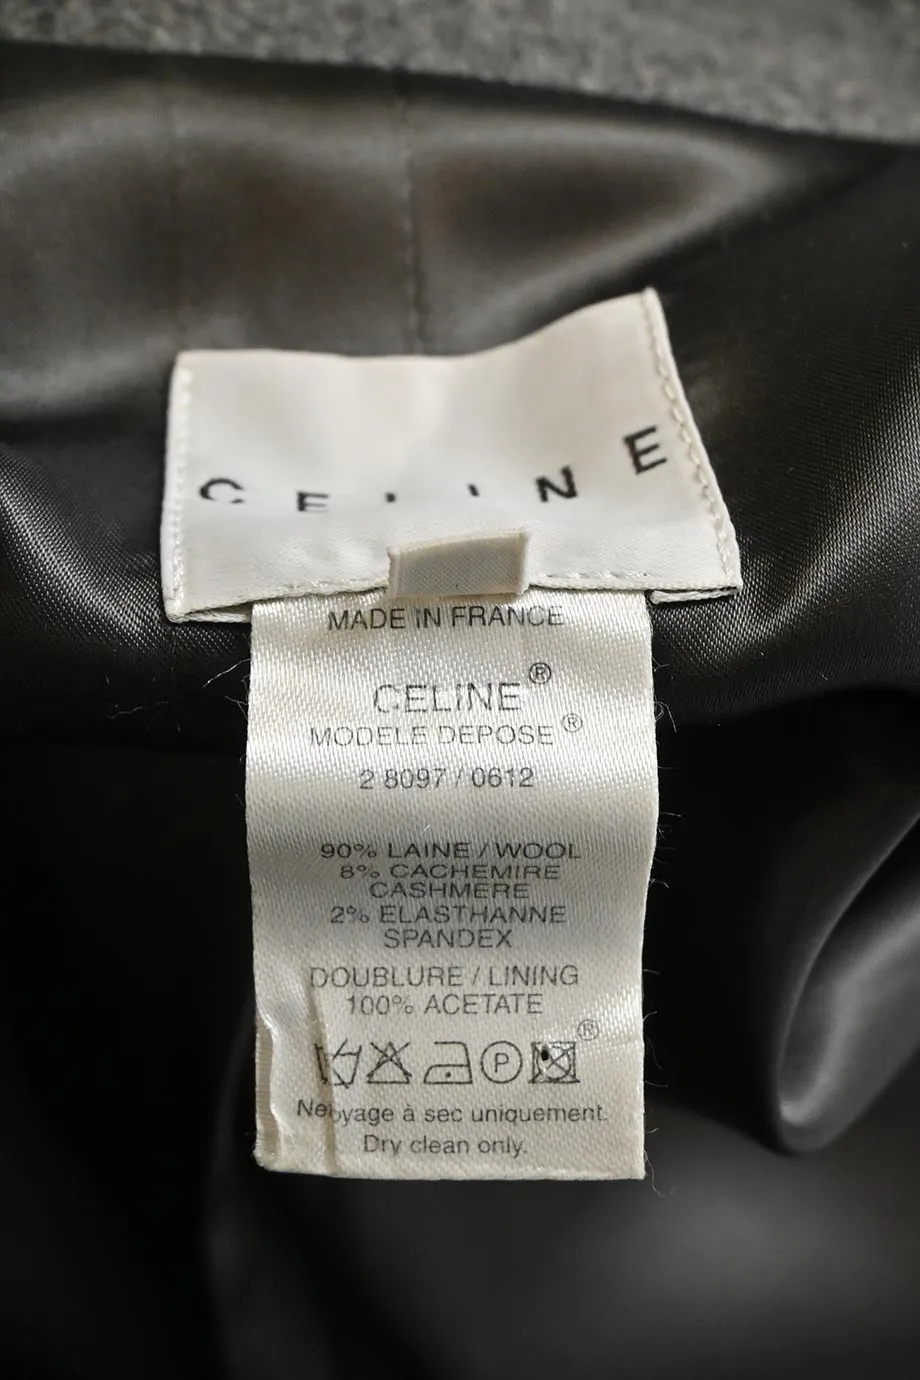 CELINE
MADE IN FRANCE
CELINE®
MODELE DEPOSE®
2 8097 / 0612
90% LAINE / WOOL
8% CACHEMIRE
CASHMERE
2% ELASTHANNE
SPANDEX
DOUBLURE / LINING
100% ACETATE
P ®
Nettoyage à sec uniquement.
Dry clean only.